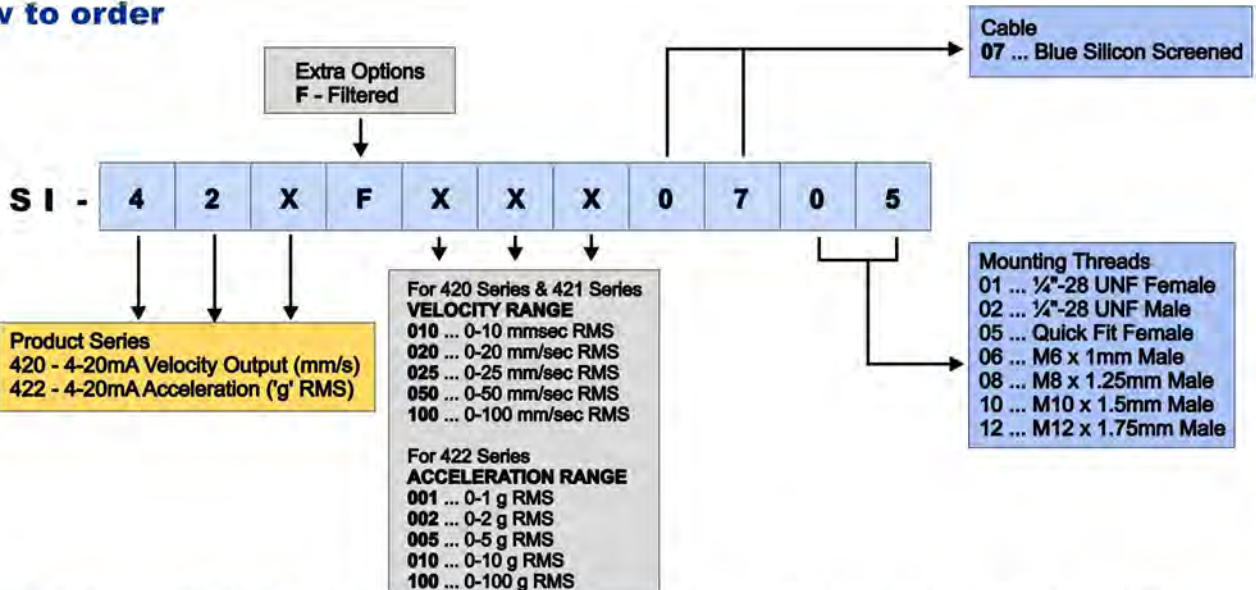 to order
Extra Options
F - Filtered
Cable
07 ... Blue Silicon Screened
SI - 4 2 X F X X X 0 7 0 5
Product Series
420 - 4-20mA Velocity Output (mm/s)
422 - 4-20mA Acceleration ('g' RMS)
For 420 Series & 421 Series
VELOCITY RANGE
010 ... 0-10 mmsec RMS
020 ... 0-20 mm/sec RMS
025 ... 0-25 mm/sec RMS
050 ... 0-50 mm/sec RMS
100 ... 0-100 mm/sec RMS
For 422 Series
ACCELERATION RANGE
001 ... 0-1 g RMS
002 ... 0-2 g RMS
005 ... 0-5 g RMS
010 ... 0-10 g RMS
100 ... 0-100 g RMS
Mounting Threads
01 ... ¼"-28 UNF Female
02 ... ¼"-28 UNF Male
05 ... Quick Fit Female
06 ... M6 x 1mm Male
08 ... M8 x 1.25mm Male
10 ... M10 x 1.5mm Male
12 ... M12 x 1.75mm Male